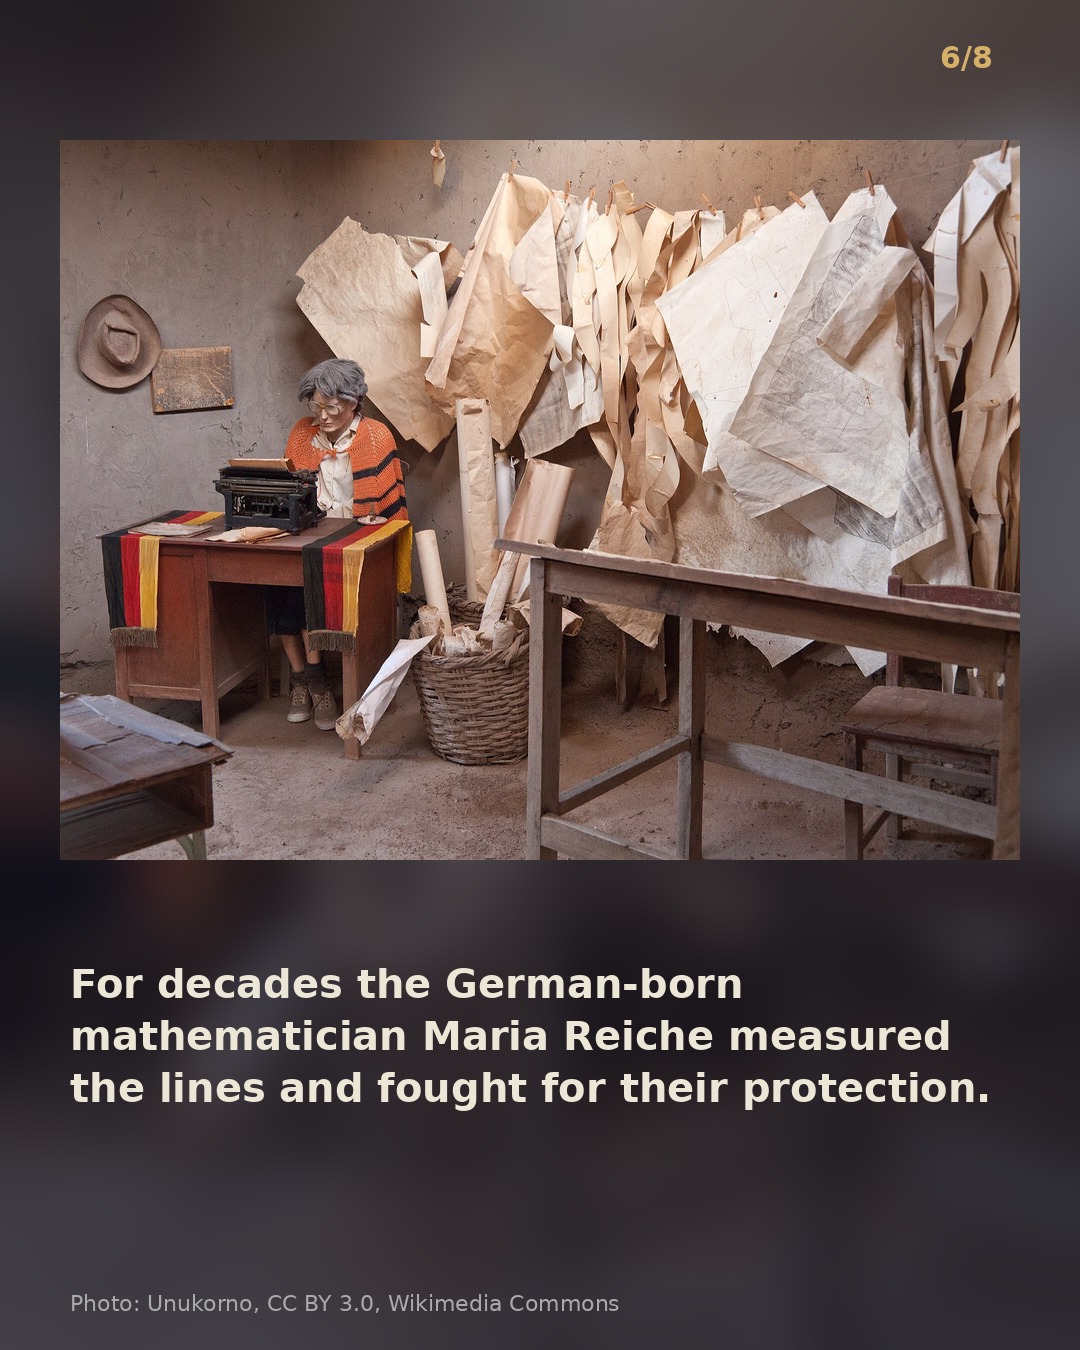 6/8
For decades the German-born
mathematician Maria Reiche measured
the lines and fought for their protection.
Photo: Unukorno, CC BY 3.0, Wikimedia Commons